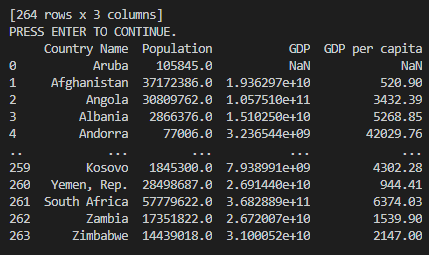 [264 rows x 3 columns]
PRESS ENTER TO CONTINUE.
Country Name Population GDP GDP per capita
0 Aruba 105845.0 NaN NaN
1 Afghanistan 37172386.0 1.936297e+10 520.90
2 Angola 30809762.0 1.057510e+11 3432.39
3 Albania 2866376.0 1.510250e+10 5268.85
4 Andorra 77006.0 3.236544e+09 42029.76
.. ... ... ... ...
259 Kosovo 1845300.0 7.938991e+09 4302.28
260 Yemen, Rep. 28498687.0 2.691440e+10 944.41
261 South Africa 57779622.0 3.682889e+11 6374.03
262 Zambia 17351822.0 2.672007e+10 1539.90
263 Zimbabwe 14439018.0 3.100052e+10 2147.00